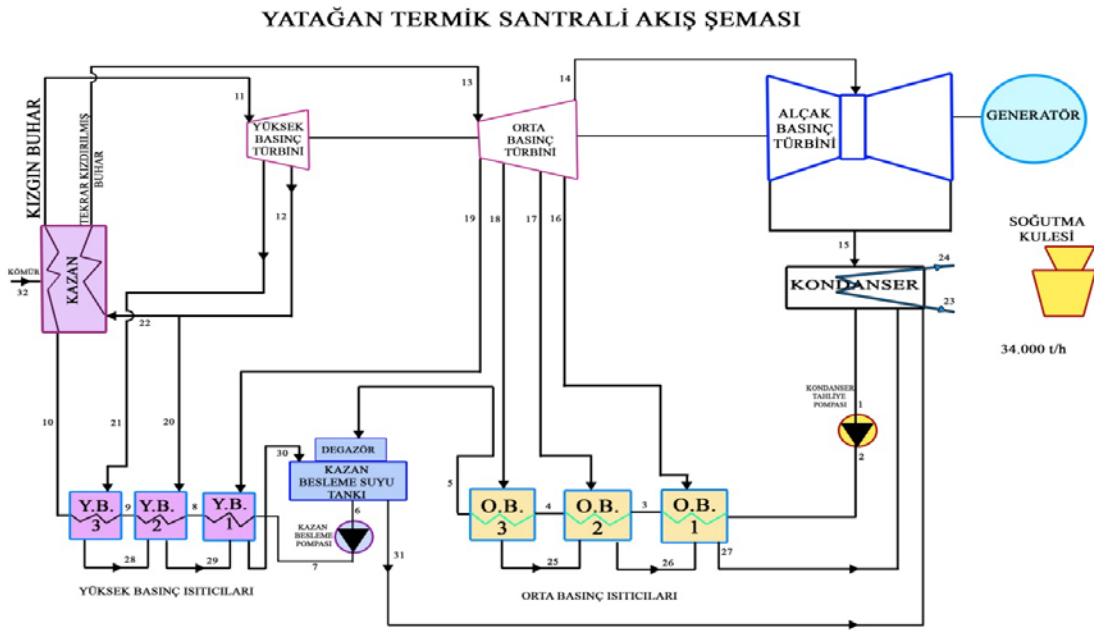 YATAĞAN TERMİK SANTRALİ AKIŞ ŞEMASI
KIZGIN BUHAR
TEKRAR KIZDIRILMIŞ
BUHAR
11
YÜKSEK
BASINÇ
TÜRBİNİ
13
ORTA
BASINÇ
TÜRBİNİ
14
ALÇAK
BASINÇ
TÜRBİNİ
GENERATÖR
12
19
18
17
16
15
SOĞUTMA
KULESİ
KÖMÜR
32
KAZAN
22
KONDANSER
24
23
34.000 t/h
10
21
20
30
DEGAZÖR
KAZAN
BESLEME SUYU
TANKI
KONDANSER
TAHLİYE
POMPASI
1
2
Y.B.
3
9
Y.B.
2
8
Y.B.
1
6
KAZAN
BESLEME
POMPASI
7
31
5
O.B.
3
4
O.B.
2
3
O.B.
1
28
29
25
26
27
YÜKSEK BASINÇ ISITICILARI
ORTA BASINÇ ISITICILARI